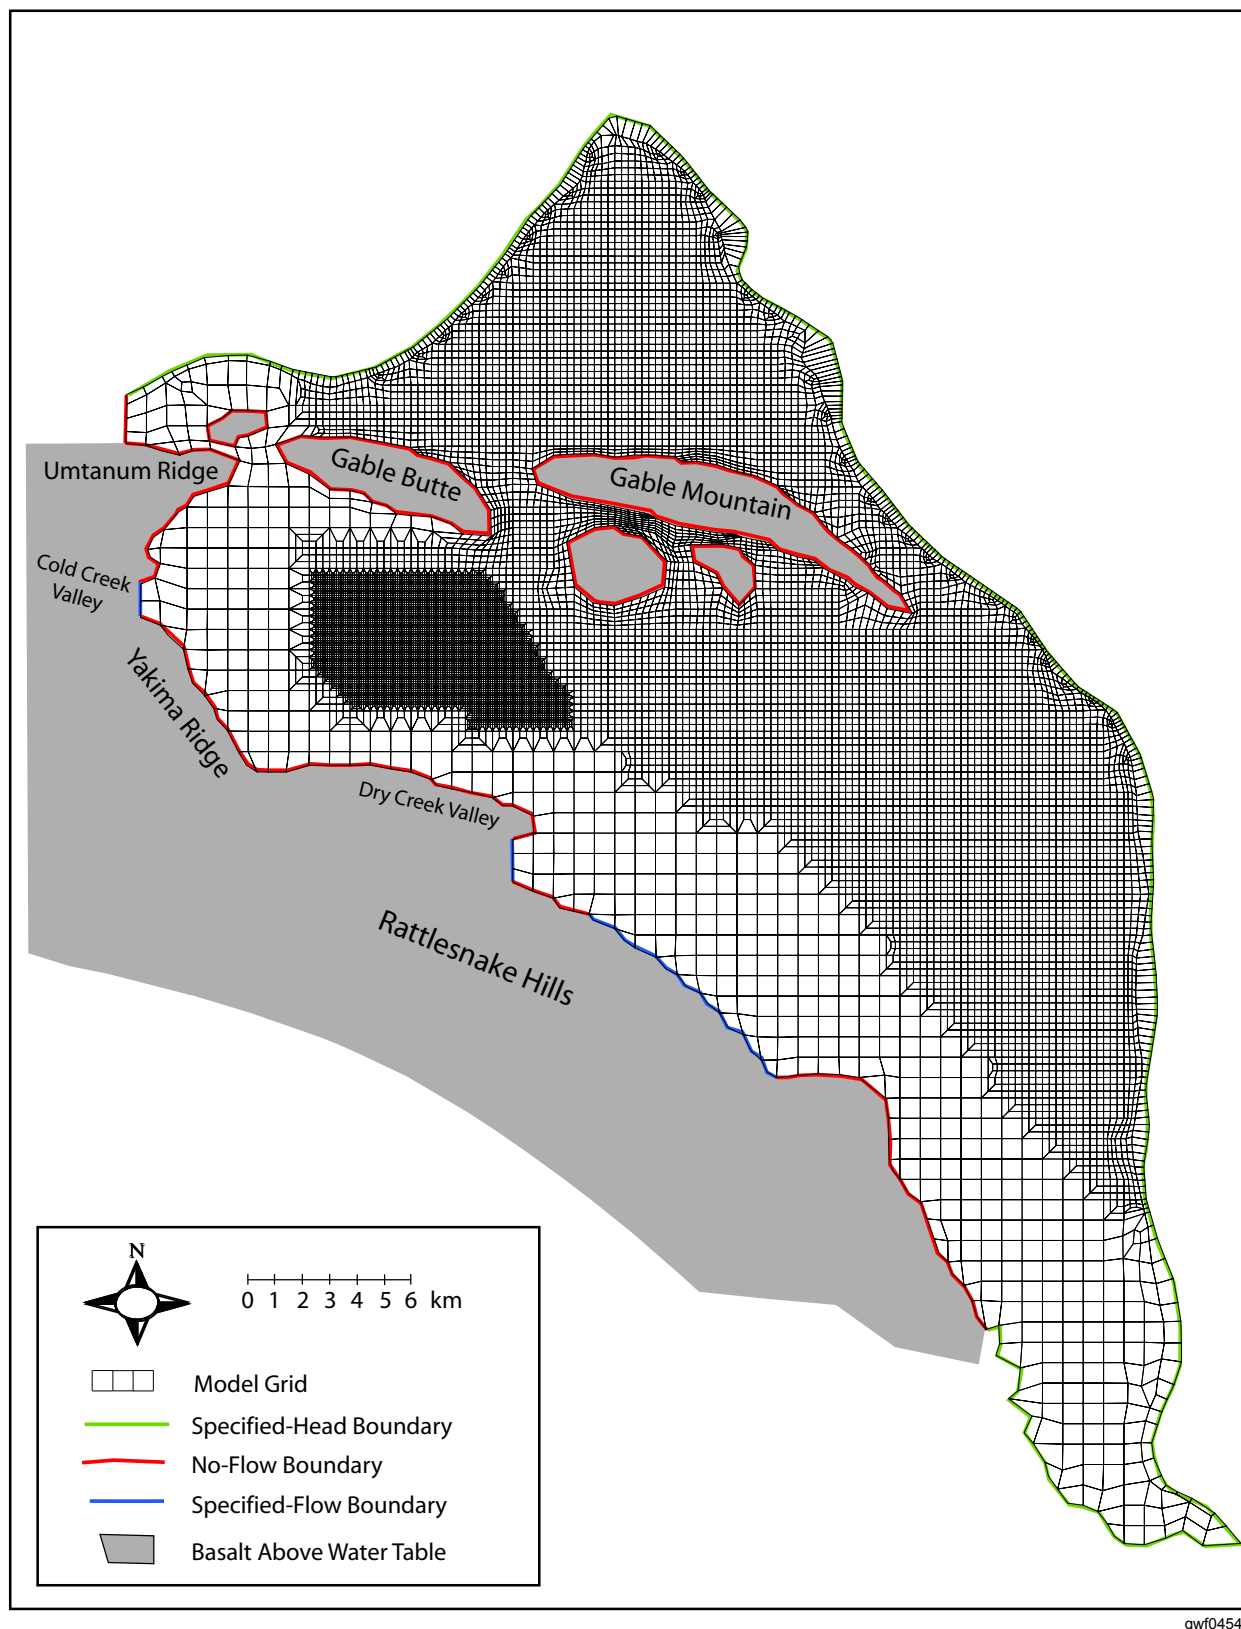 Umtanum Ridge
Gable Butte
Gable Mountain
Cold Creek
Valley
Yakima Ridge
Dry Creek Valley
Rattlesnake Hills
N
0 1 2 3 4 5 6 km
Model Grid
Specified-Head Boundary
No-Flow Boundary
Specified-Flow Boundary
Basalt Above Water Table
gwf0454